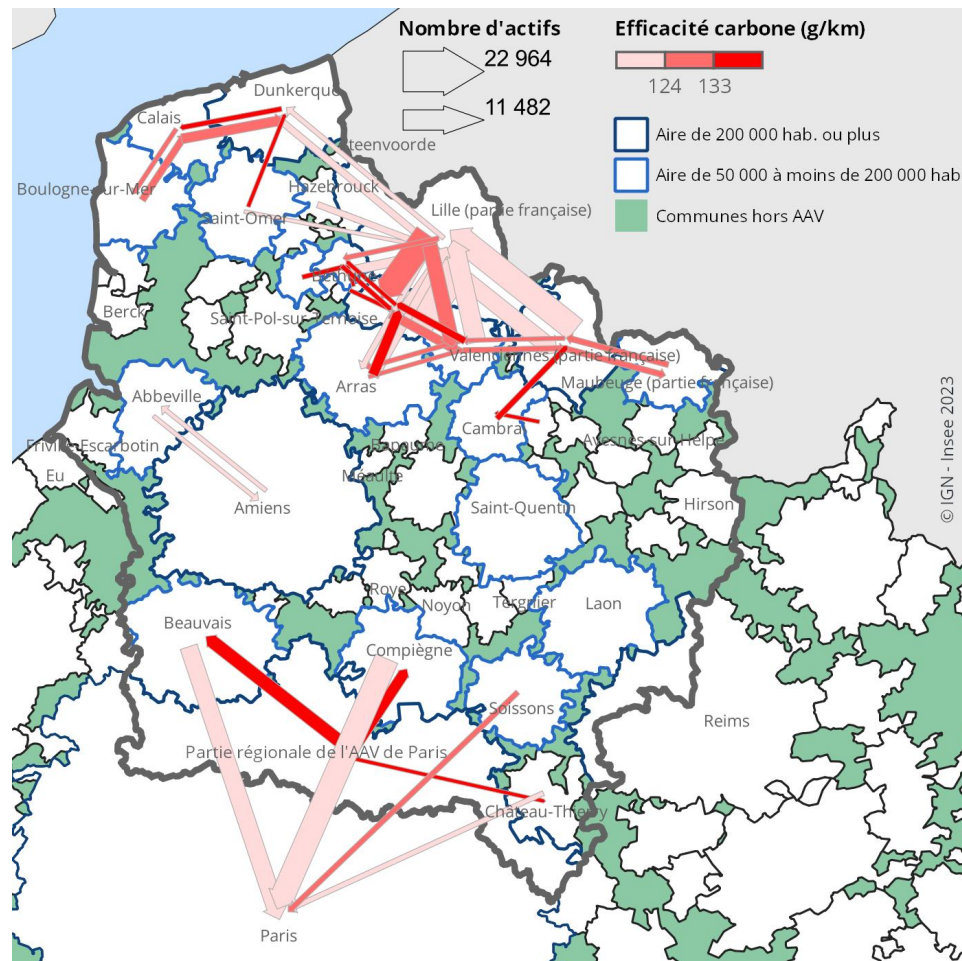 Nombre d'actifs
22 964
11 482
Efficacité carbone (g/km)
124
133
Aire de 200 000 hab. ou plus
Aire de 50 000 à moins de 200 000 hab
Communes hors AAV
Dunkerque
Calais
Steenvoorde
Boulogne-sur-Mer
Hazebrouck
Saint-Omer
Lille (partie française)
Béthune
Berck
Saint-Pol-sur-Ternoise
Valenciennes (partie française)
Arras
Maubeuge (partie française)
Abbeville
Cambrai
Friville-Escarbotin
Bapaume
Avesnes-sur-Helpe
Eu
Méaulte
Amiens
Saint-Quentin
Hirson
Roye
Noyon
Tergnier
Laon
Beauvais
Compiègne
Soissons
Reims
Partie régionale de l'AAV de Paris
Château-Thierry
Paris
© IGN - Insee 2023